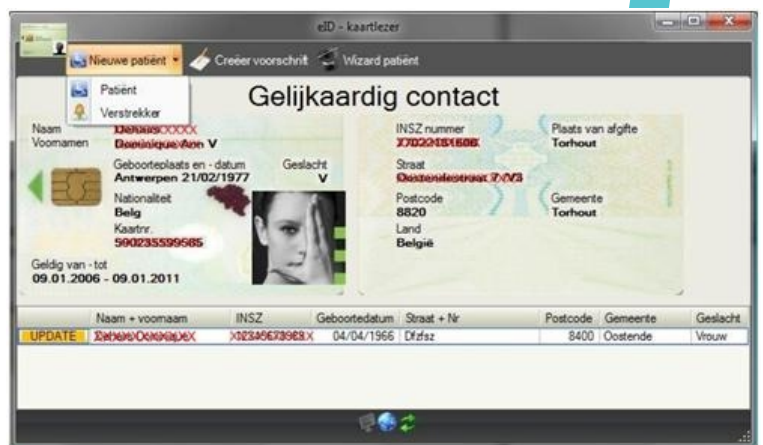 eID - kaartlezer
Nieuwe patiënt Creëer voorschrift Wizard patiënt
Patiënt
Verstrekker
Gelijkaardig contact
Naam
Voornamen V
INSZ nummer
Plaats van afgifte
Torhout
Geboorteplaats en - datum Geslacht
Antwerpen 21/02/1977 V
Straat
Nationaliteit
Belg
Postcode
8820
Gemeente
Torhout
Kaartnr.
Land
België
Geldig van - tot
09.01.2006 - 09.01.2011
Naam + voornaam INSZ Geboortedatum Straat + Nr Postcode Gemeente Geslacht
UPDATE 04/04/1966 Dfzfsz 8400 Oostende Vrouw